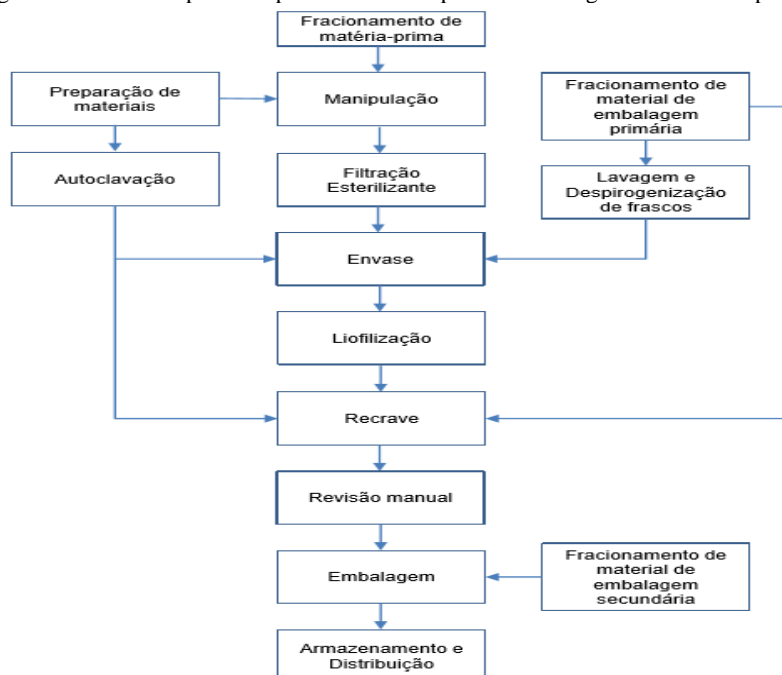 Fracionamento de
matéria-prima
Preparação de
materiais
Manipulação
Fracionamento de
material de
embalagem
primária
Autoclavação
Filtração
Esterilizante
Lavagem e
Despirogenização
de frascos
Envase
Liofilização
Recrave
Revisão manual
Embalagem
Fracionamento de
material de
embalagem
secundária
Armazenamento e
Distribuição